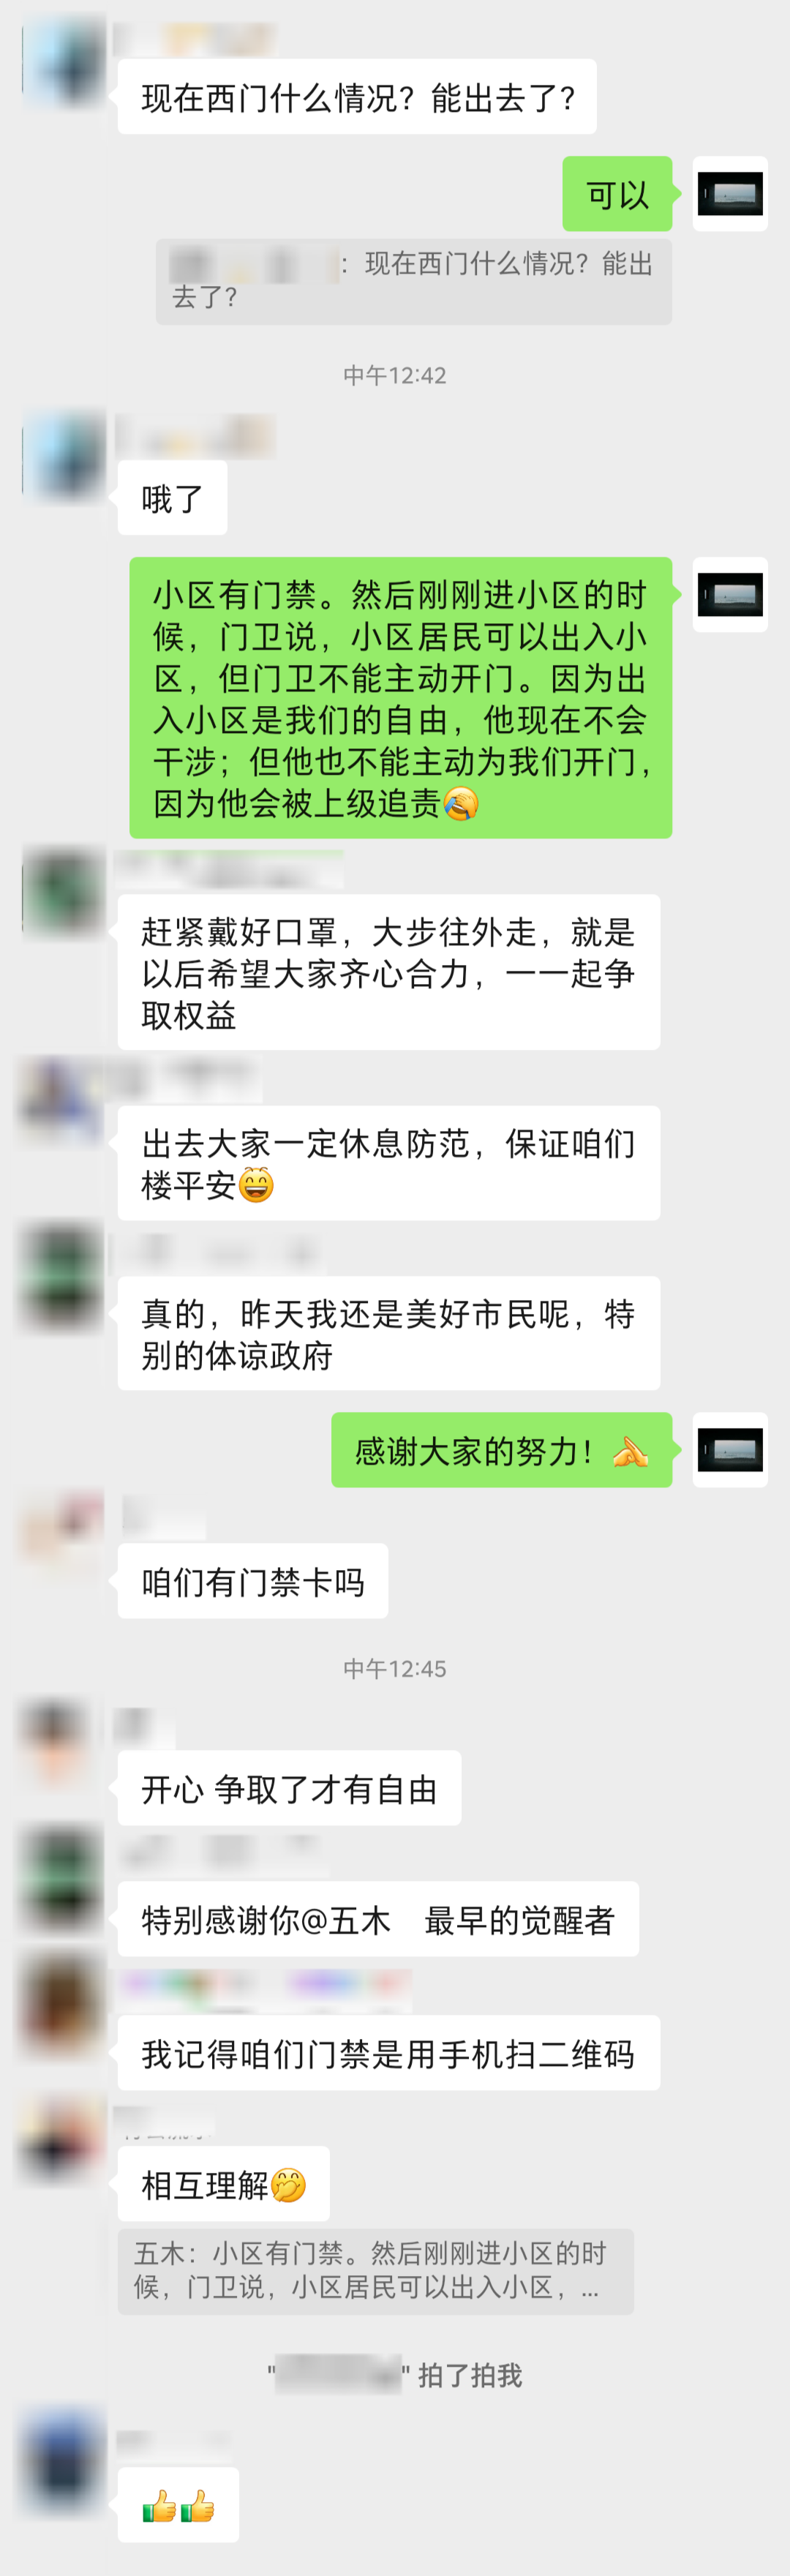 现在西门什么情况？能出去了？
可以
：现在西门什么情况？能出
去了？
中午12:42
哦了
小区有门禁。然后刚刚进小区的时
候，门卫说，小区居民可以出入小
区，但门卫不能主动开门。因为出
入小区是我们的自由，他现在不会
干涉；但他也不能主动为我们开门，
因为他会被上级追责🤣
赶紧戴好口罩，大步往外走，就是
以后希望大家齐心合力，一一起争
取权益
出去大家一定休息防范，保证咱们
楼平安😄
真的，昨天我还是美好市民呢，特
别的体谅政府
感谢大家的努力！🙏
咱们有门禁卡吗
中午12:45
开心 争取了才有自由
特别感谢你@五木 最早的觉醒者
我记得咱们门禁是用手机扫二维码
相互理解🤭
五木：小区有门禁。然后刚刚进小区的时
候，门卫说，小区居民可以出入小区，...
"" 拍了拍我
👍👍